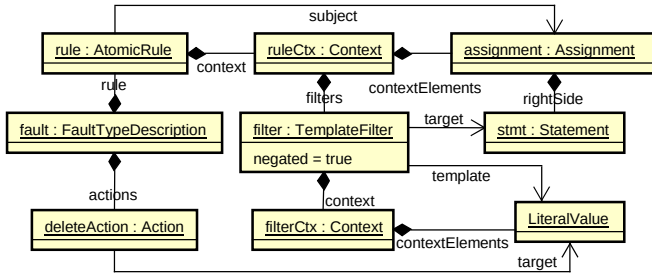 subject
rule : AtomicRule
ruleCtx : Context
assignment : Assignment
context
contextElements
rule
filters
rightSide
fault : FaultTypeDescription
filter : TemplateFilter
target
stmt : Statement
negated = true
template
actions
context
deleteAction : Action
filterCtx : Context
LiteralValue
contextElements
target